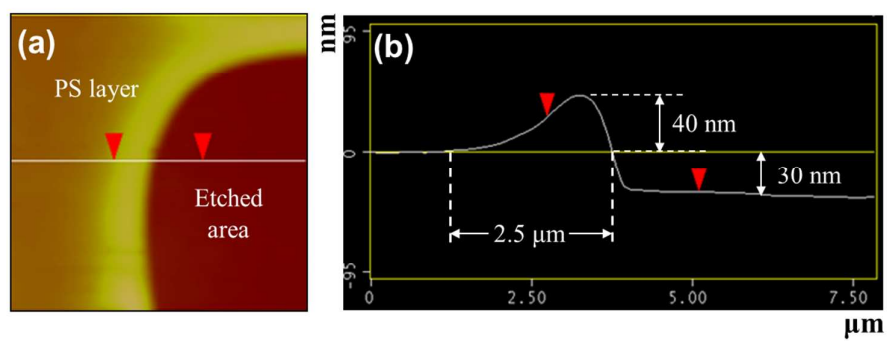 (a)
PS layer
Etched
area
nm
(b)
95
0
-95
40 nm
30 nm
2.5 µm
0
2.50
5.00
7.50
µm